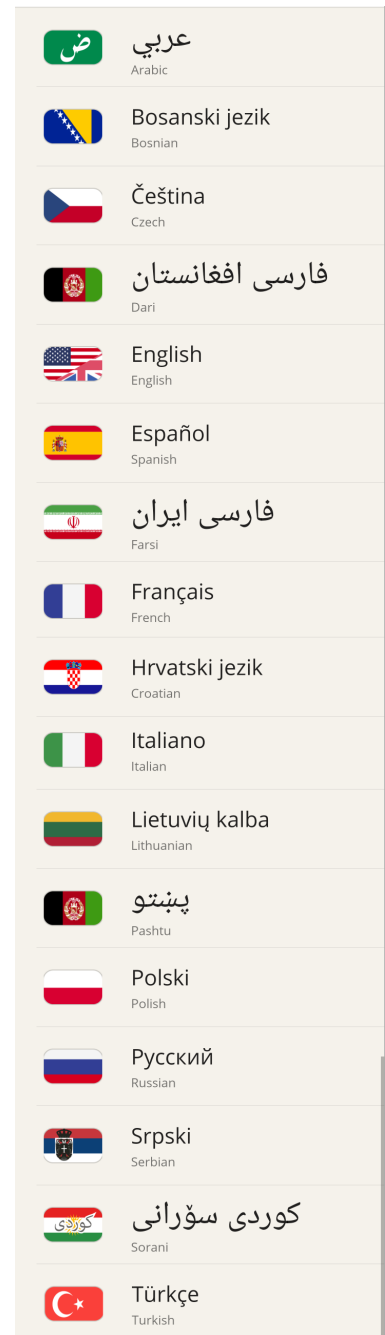 ض
عربي
Arabic
Bosanski jezik
Bosnian
Čeština
Czech
فارسی افغانستان
Dari
English
English
Español
Spanish
فارسی ایران
Farsi
Français
French
Hrvatski jezik
Croatian
Italiano
Italian
Lietuvių kalba
Lithuanian
پښتو
Pashtu
Polski
Polish
Русский
Russian
Srpski
Serbian
کوردی
کوردی سۆرانی
Sorani
Türkçe
Turkish